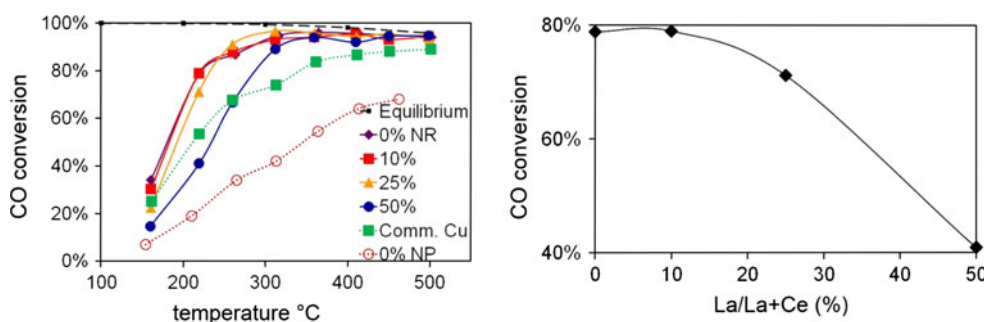 100%
80%
60%
40%
20%
0%
CO conversion
100
200
300
400
500
temperature °C
Equilibrium
0% NR
10%
25%
50%
Comm. Cu
0% NP
80%
60%
40%
CO conversion
0
10
20
30
40
50
La/La+Ce (%)